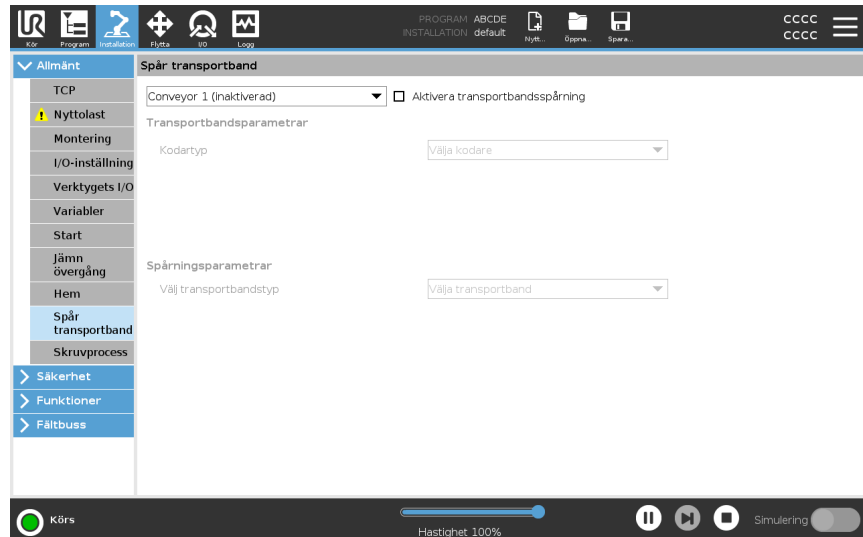 PROGRAM ABCDE
INSTALLATION default
CCCC
CCCC
Kör Program Installation Flytta I/O Logg Nytt... Öppna... Spara...
Allmänt
Spår transportband
TCP
Nyttolast
Montering
I/O-inställning
Verktygets I/O
Variabler
Start
Jämn
övergång
Hem
Spår
transportband
Skruvprocess
Säkerhet
Funktioner
Fältbuss
Conveyor 1 (inaktiverad)
Aktivera transportbandsspårning
Transportbandsparametrar
Kodartyp Välja kodare
Spårningsparametrar
Välj transportbandstyp Välja transportband
Körs
Hastighet 100%
Simulering